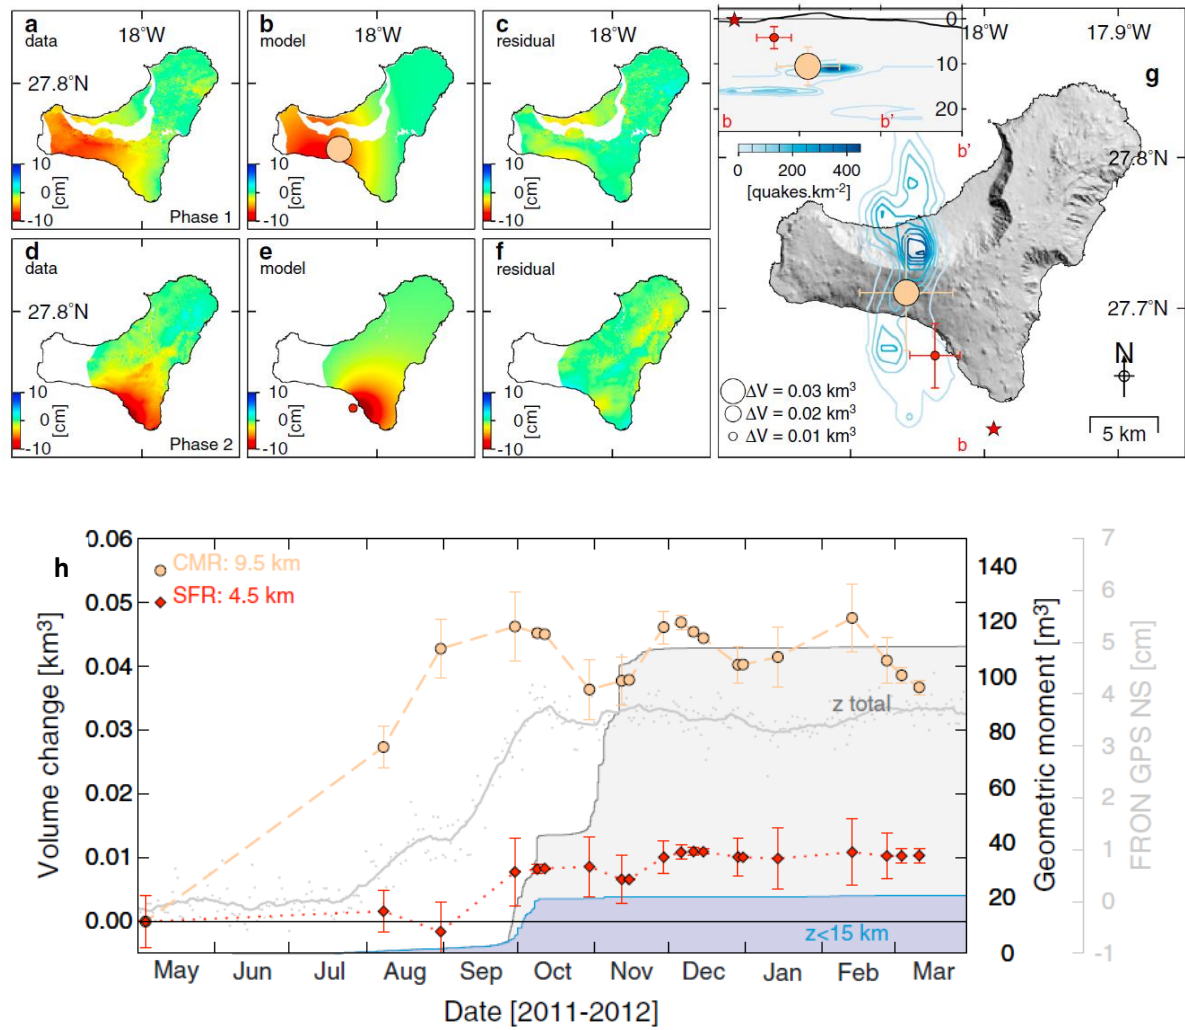 a
data
18°W
27.8°N
10
0
-10
[cm]
Phase 1
b
model
18°W
10
0
-10
[cm]
c
residual
10
0
-10
[cm]
d
data
27.8°N
10
0
-10
[cm]
Phase 2
e
model
10
0
-10
[cm]
f
residual
10
0
-10
[cm]
0
10
20
b
b'
18°W
17.9°W
g
b'
0 200 400
[quakes.km-2]
27.8°N
27.7°N
N
ΔV = 0.03 km³
ΔV = 0.02 km³
ΔV = 0.01 km³
b
5 km
h
CMR: 9.5 km
SFR: 4.5 km
0.06
0.05
0.04
0.03
0.02
0.01
0.00
Volume change [km³]
z total
z<15 km
140
120
100
80
60
40
20
0
Geometric moment [m³]
7
6
5
4
3
2
1
0
-1
FRON GPS NS [cm]
May Jun Jul Aug Sep Oct Nov Dec Jan Feb Mar
Date [2011-2012]